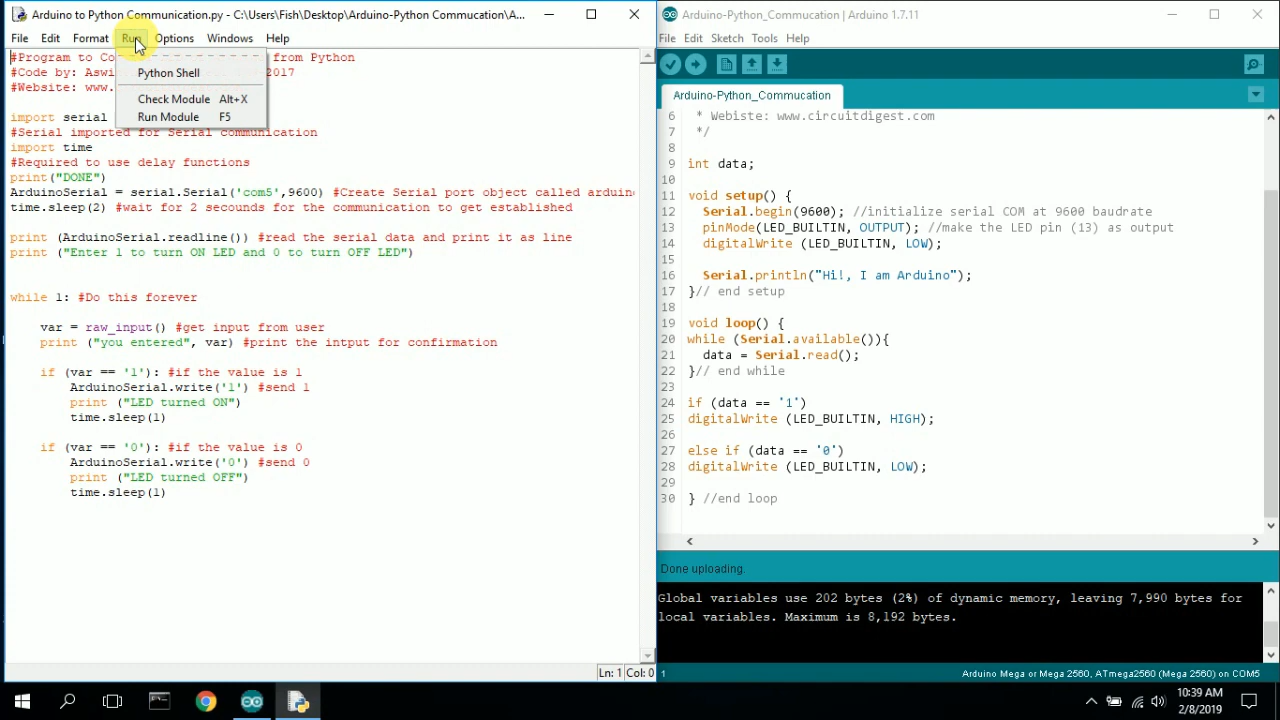 Arduino to Python Communication.py - C:\Users\Fish\Desktop\Arduino-Python Commucation\A...
File Edit Format Run Options Windows Help
#Program to Co from Python
#Code by: Aswi -2017
#Website: www.
Python Shell
Check Module Alt+X
Run Module F5
import serial
#Serial imported for Serial communication
import time
#Required to use delay functions
print("DONE")
ArduinoSerial = serial.Serial('com5',9600) #Create Serial port object called arduin
time.sleep(2) #wait for 2 secounds for the communication to get established
print (ArduinoSerial.readline()) #read the serial data and print it as line
print ("Enter 1 to turn ON LED and 0 to turn OFF LED")
while 1: #Do this forever
var = raw_input() #get input from user
print ("you entered", var) #print the intput for confirmation
if (var == '1'): #if the value is 1
ArduinoSerial.write('1') #send 1
print ("LED turned ON")
time.sleep(1)
if (var == '0'): #if the value is 0
ArduinoSerial.write('0') #send 0
print ("LED turned OFF")
time.sleep(1)
Ln: 1 Col: 0
Arduino-Python_Commucation | Arduino 1.7.11
File Edit Sketch Tools Help
Arduino-Python_Commucation
6 * Webiste: www.circuitdigest.com
7 */
8
9 int data;
10
11 void setup() {
12 Serial.begin(9600); //initialize serial COM at 9600 baudrate
13 pinMode(LED_BUILTIN, OUTPUT); //make the LED pin (13) as output
14 digitalWrite (LED_BUILTIN, LOW);
15
16 Serial.println("Hi!, I am Arduino");
17 }// end setup
18
19 void loop() {
20 while (Serial.available()){
21 data = Serial.read();
22 }// end while
23
24 if (data == '1')
25 digitalWrite (LED_BUILTIN, HIGH);
26
27 else if (data == '0')
28 digitalWrite (LED_BUILTIN, LOW);
29
30 } //end loop
Done uploading.
Global variables use 202 bytes (2%) of dynamic memory, leaving 7,990 bytes for
local variables. Maximum is 8,192 bytes.
1 Arduino Mega or Mega 2560, ATmega2560 (Mega 2560) on COM5
10:39 AM
2/8/2019